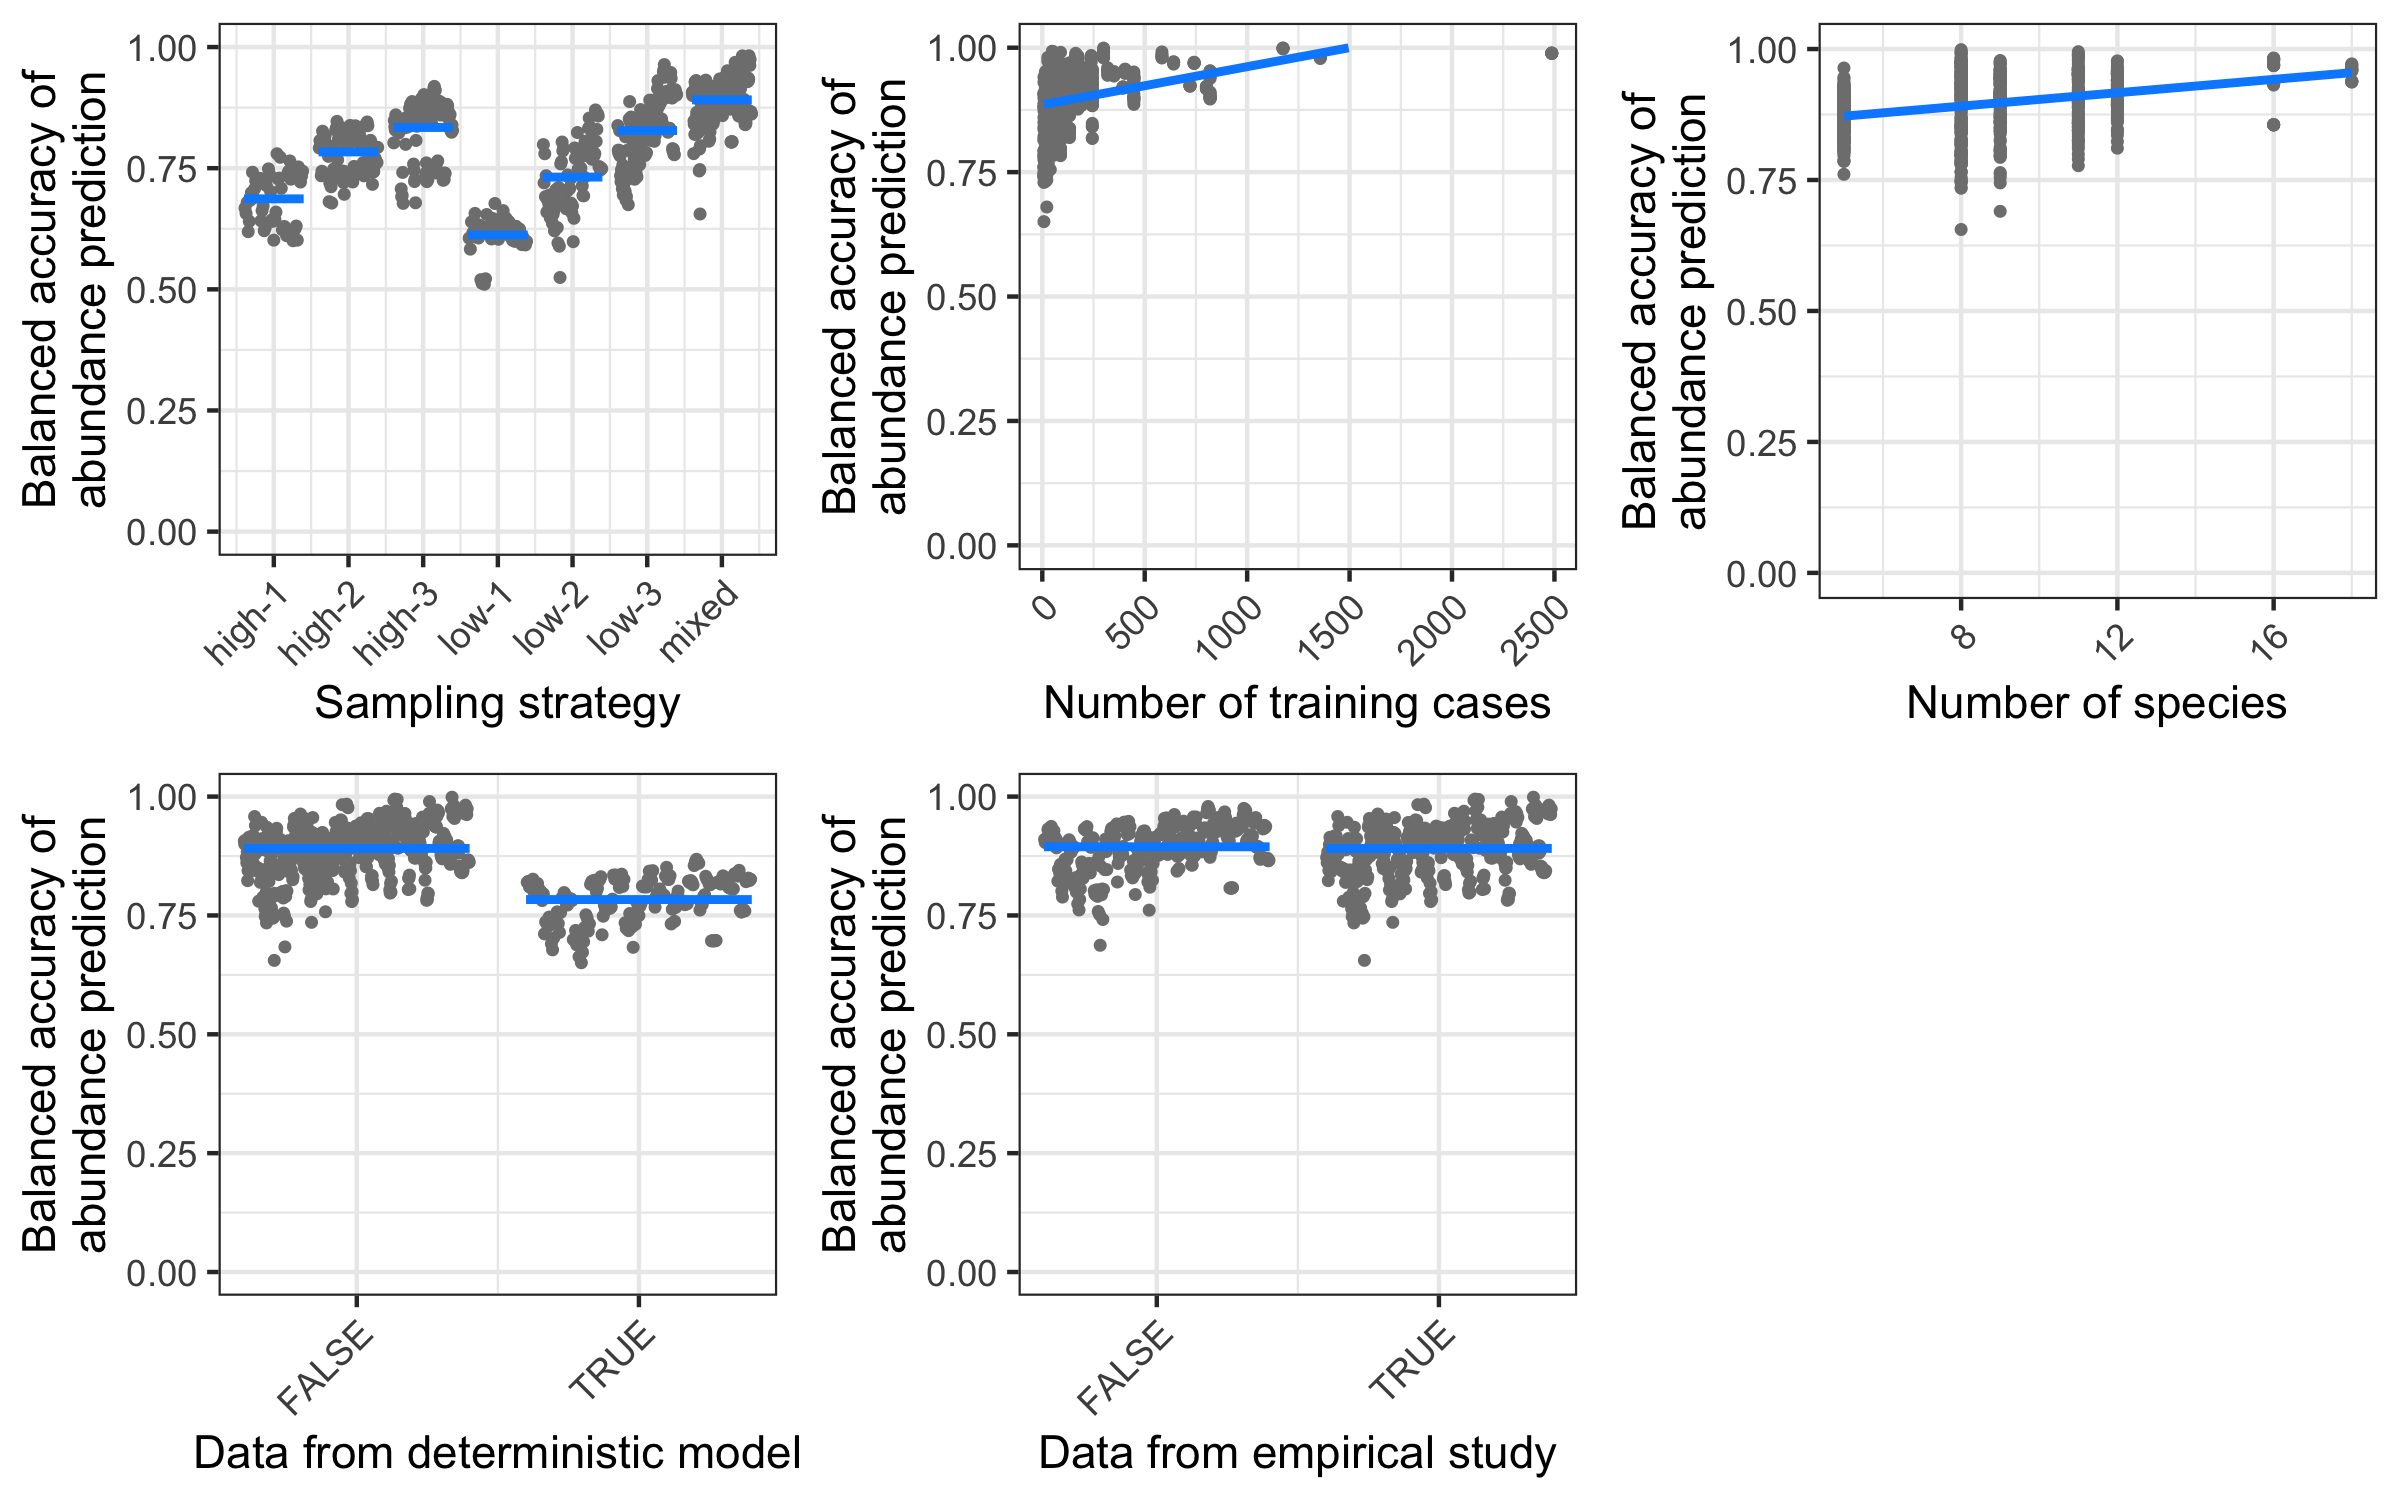 Balanced accuracy of
abundance prediction
1.00
0.75
0.50
0.25
0.00
high-1
high-2
high-3
low-1
low-2
low-3
mixed
Sampling strategy
Balanced accuracy of
abundance prediction
1.00
0.75
0.50
0.25
0.00
0
500
1000
1500
2000
2500
Number of training cases
Balanced accuracy of
abundance prediction
1.00
0.75
0.50
0.25
0.00
8
12
16
Number of species
Balanced accuracy of
abundance prediction
1.00
0.75
0.50
0.25
0.00
FALSE
TRUE
Data from deterministic model
Balanced accuracy of
abundance prediction
1.00
0.75
0.50
0.25
0.00
FALSE
TRUE
Data from empirical study